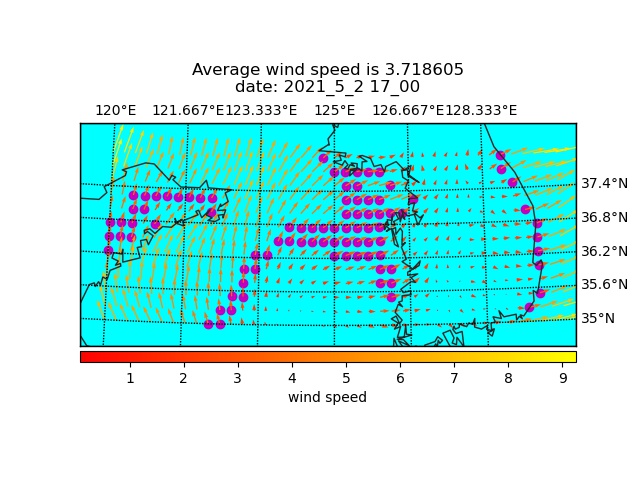 Average wind speed is 3.718605
date: 2021_5_2 17_00
120°E 121.667°E 123.333°E 125°E 126.667°E 128.333°E
37.4°N
36.8°N
36.2°N
35.6°N
35°N
1 2 3 4 5 6 7 8 9
wind speed